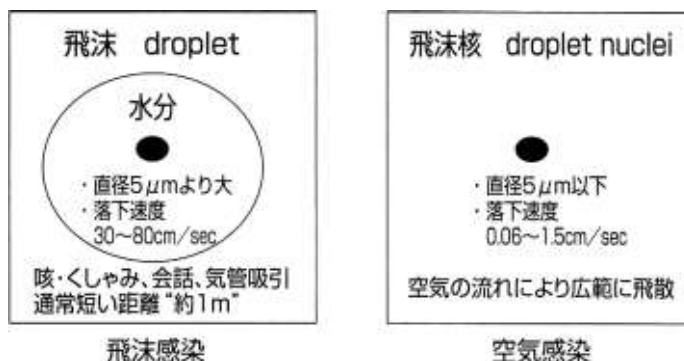 飛沫 droplet
水分
・直径5μmより大
・落下速度
30～80cm/sec
咳・くしゃみ、会話、気管吸引
通常短い距離“約1m”
飛沫感染
飛沫核 droplet nuclei
・直径5μm以下
・落下速度
0.06～1.5cm/sec
空気の流れにより広範に飛散
空気感染